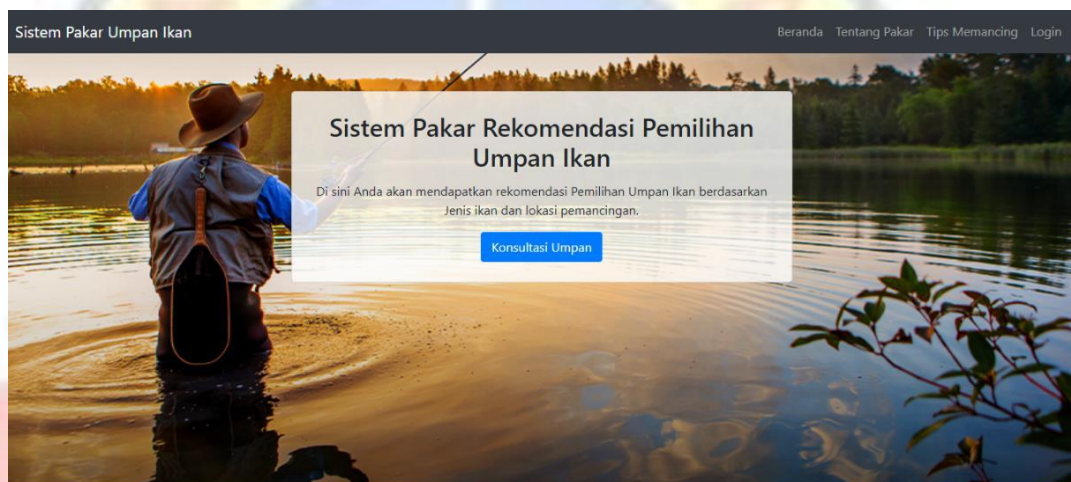 Sistem Pakar Umpan Ikan
Beranda Tentang Pakar Tips Memancing Login
Sistem Pakar Rekomendasi Pemilihan
Umpan Ikan
Di sini Anda akan mendapatkan rekomendasi Pemilihan Umpan Ikan berdasarkan
Jenis ikan dan lokasi pemancingan.
Konsultasi Umpan